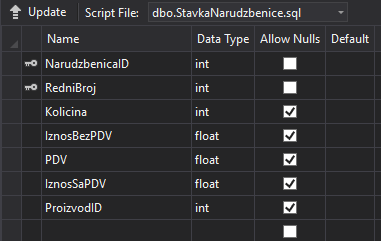 Update Script File: dbo.StavkaNarudzbenice.sql
Name Data Type Allow Nulls Default
NarudzbenicaID int
RedniBroj int
Kolicina int
IznosBezPDV float
PDV float
IznosSaPDV float
ProizvodID int